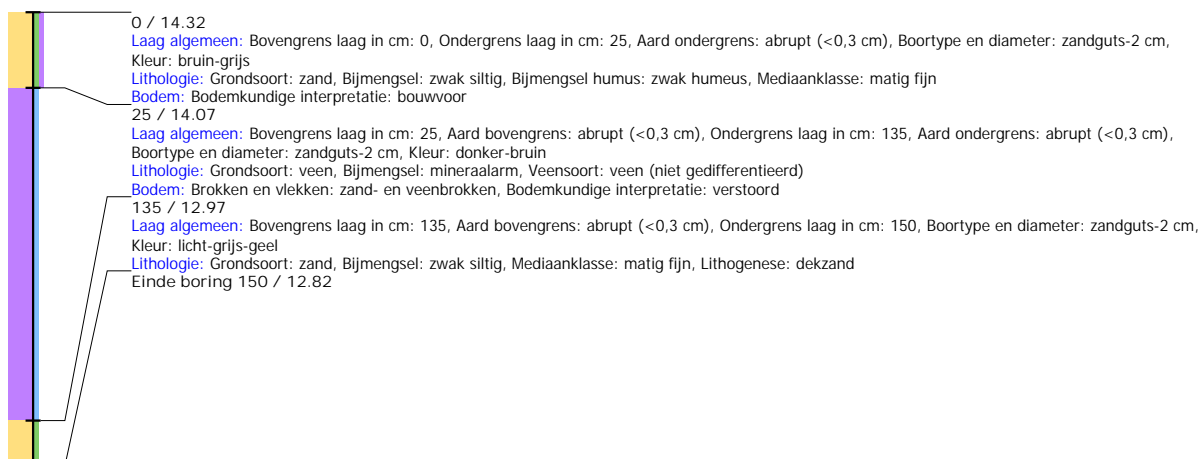 0 / 14.32
Laag algemeen: Bovengrens laag in cm: 0, Ondergrens laag in cm: 25, Aard ondergrens: abrupt (<0,3 cm), Boortype en diameter: zandguts-2 cm,
Kleur: bruin-grijs
Lithologie: Grondsoort: zand, Bijmengsel: zwak siltig, Bijmengsel humus: zwak humeus, Mediaanklasse: matig fijn
Bodem: Bodemkundige interpretatie: bouwvoor
25 / 14.07
Laag algemeen: Bovengrens laag in cm: 25, Aard bovengrens: abrupt (<0,3 cm), Ondergrens laag in cm: 135, Aard ondergrens: abrupt (<0,3 cm),
Boortype en diameter: zandguts-2 cm, Kleur: donker-bruin
Lithologie: Grondsoort: veen, Bijmengsel: mineraalarm, Veensoort: veen (niet gedifferentieerd)
Bodem: Brokken en vlekken: zand- en veenbrokken, Bodemkundige interpretatie: verstoord
135 / 12.97
Laag algemeen: Bovengrens laag in cm: 135, Aard bovengrens: abrupt (<0,3 cm), Ondergrens laag in cm: 150, Boortype en diameter: zandguts-2 cm,
Kleur: licht-grijs-geel
Lithologie: Grondsoort: zand, Bijmengsel: zwak siltig, Mediaanklasse: matig fijn, Lithogenese: dekzand
Einde boring 150 / 12.82